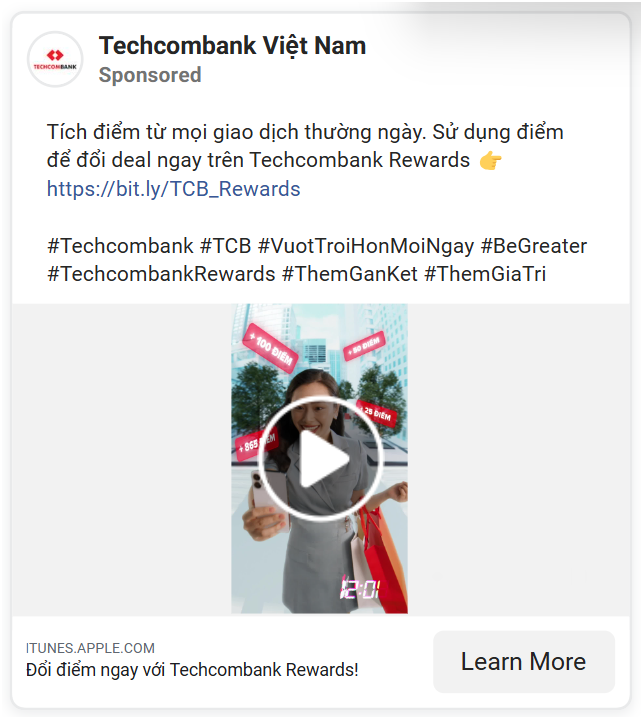 TECHCOMBANK
Techcombank Việt Nam
Sponsored
Tích điểm từ mọi giao dịch thường ngày. Sử dụng điểm
để đổi deal ngay trên Techcombank Rewards 👉
https://bit.ly/TCB_Rewards
#Techcombank #TCB #VuotTroiHonMoiNgay #BeGreater
#TechcombankRewards #ThemGanKet #ThemGiaTri
+ 100 ĐIỂM
+ 50 ĐIỂM
+ 25 ĐIỂM
+ 865 ĐIỂM
12:01
ITUNES.APPLE.COM
Đổi điểm ngay với Techcombank Rewards!
Learn More